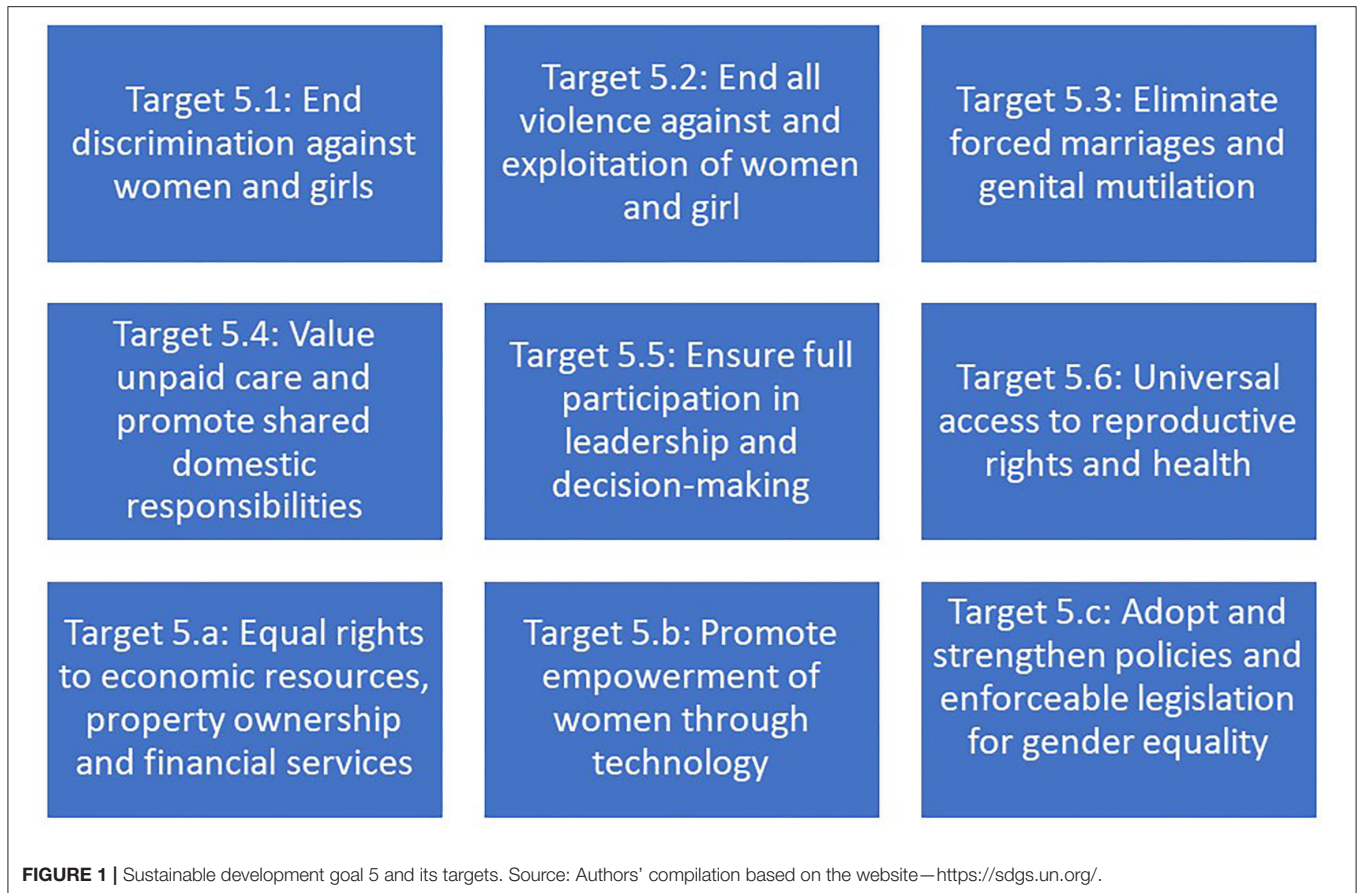 Target 5.1: End
discrimination against
women and girls
Target 5.2: End all
violence against and
exploitation of women
and girl
Target 5.3: Eliminate
forced marriages and
genital mutilation
Target 5.4: Value
unpaid care and
promote shared
domestic
responsibilities
Target 5.5: Ensure full
participation in
leadership and
decision-making
Target 5.6: Universal
access to reproductive
rights and health
Target 5.a: Equal rights
to economic resources,
property ownership
and financial services
Target 5.b: Promote
empowerment of
women through
technology
Target 5.c: Adopt and
strengthen policies and
enforceable legislation
for gender equality
FIGURE 1 | Sustainable development goal 5 and its targets. Source: Authors' compilation based on the website—https://sdgs.un.org/.